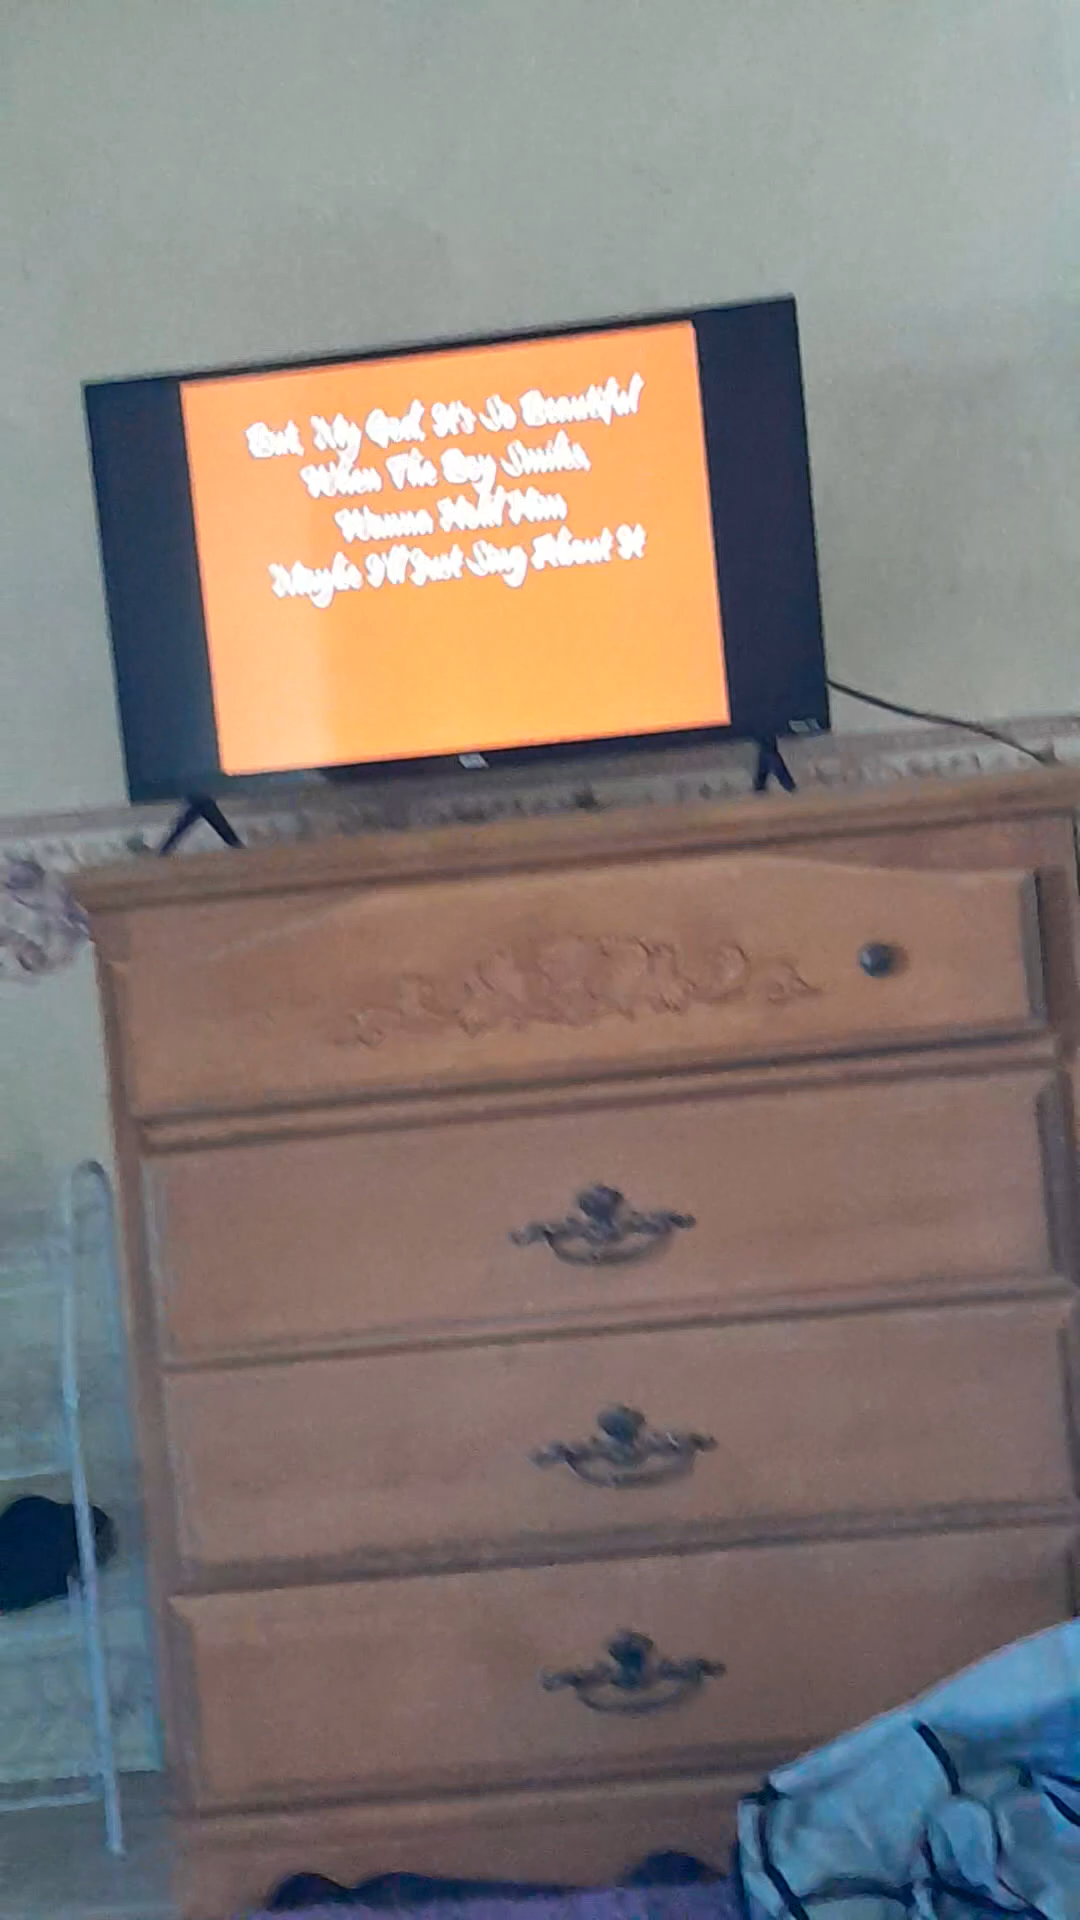 But, My God, It's So Beautiful
When The Boy Smiles,
Wanna Hold Him
Maybe I'll Just Sing About It